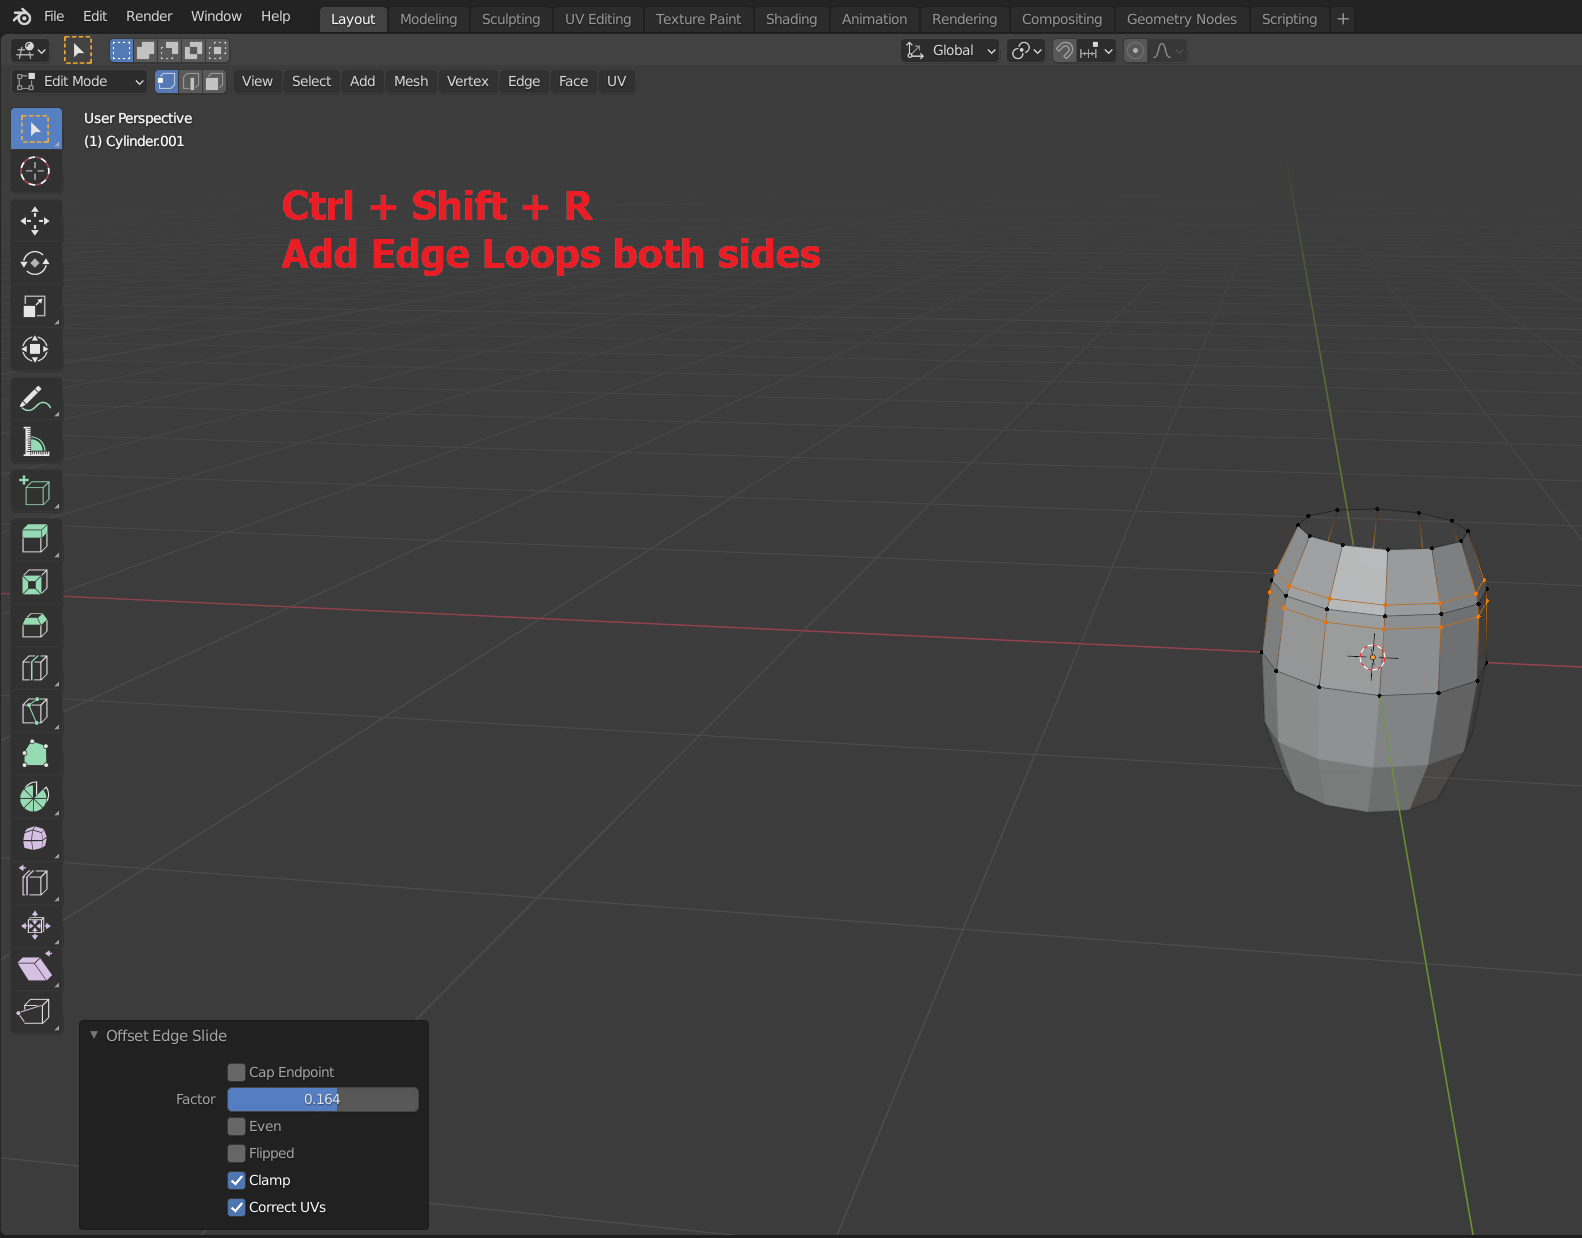 File Edit Render Window Help Layout Modeling Sculpting UV Editing Texture Paint Shading Animation Rendering Compositing Geometry Nodes Scripting +
Global
Edit Mode View Select Add Mesh Vertex Edge Face UV
User Perspective
(1) Cylinder.001
Ctrl + Shift + R
Add Edge Loops both sides
Offset Edge Slide
Cap Endpoint
Factor 0.164
Even
Flipped
Clamp
Correct UVs